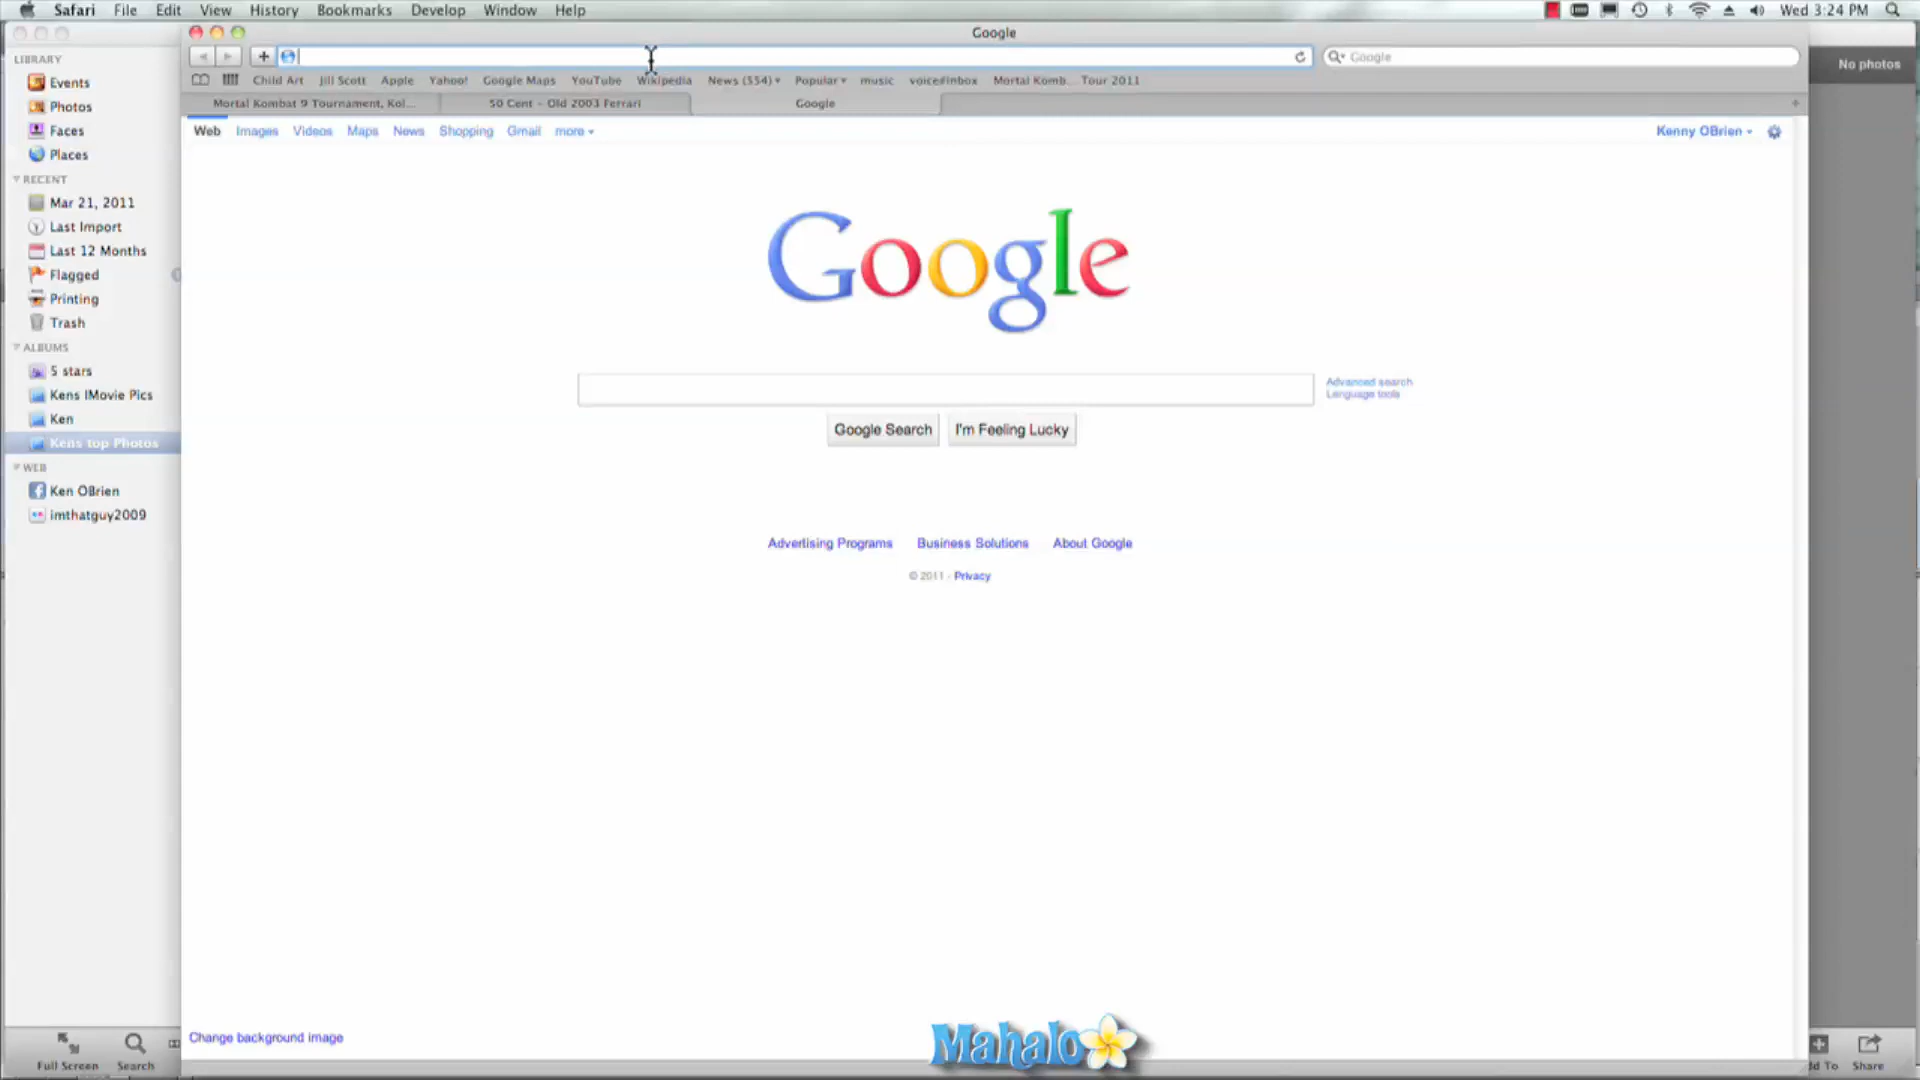 Safari File Edit View History Bookmarks Develop Window Help Wed 3:24 PM
Google
Google
Child Art Jill Scott Apple Yahoo! Google Maps YouTube Wikipedia News (554) Popular music voice#inbox Mortal Komb... Tour 2011
Mortal Kombat 9 Tournament, Kol... 50 Cent – Old 2003 Ferrari Google
Web Images Videos Maps News Shopping Gmail more Kenny OBrien
No photos
LIBRARY
Events
Photos
Faces
Places
RECENT
Mar 21, 2011
Last Import
Last 12 Months
Flagged
Printing
Trash
ALBUMS
5 stars
Kens IMovie Pics
Ken
Kens top Photos
WEB
Ken OBrien
imthatguy2009
Full Screen Search
Google
Advanced search
Language tools
Google Search I'm Feeling Lucky
Advertising Programs Business Solutions About Google
© 2011 - Privacy
Change background image
Mahalo
dd To Share